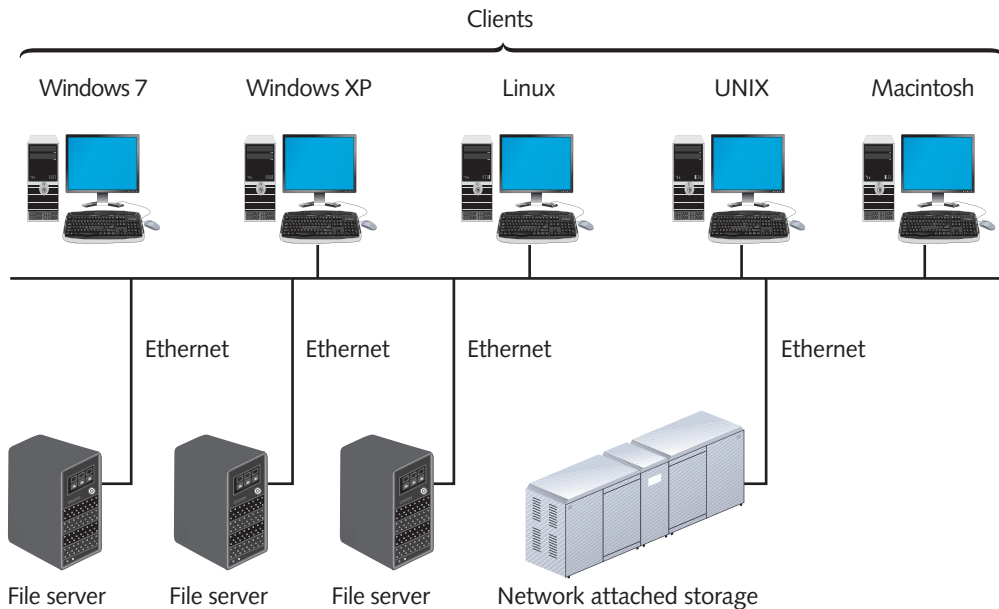 Clients
Windows 7 Windows XP Linux UNIX Macintosh
Ethernet Ethernet Ethernet Ethernet
File server File server File server Network attached storage